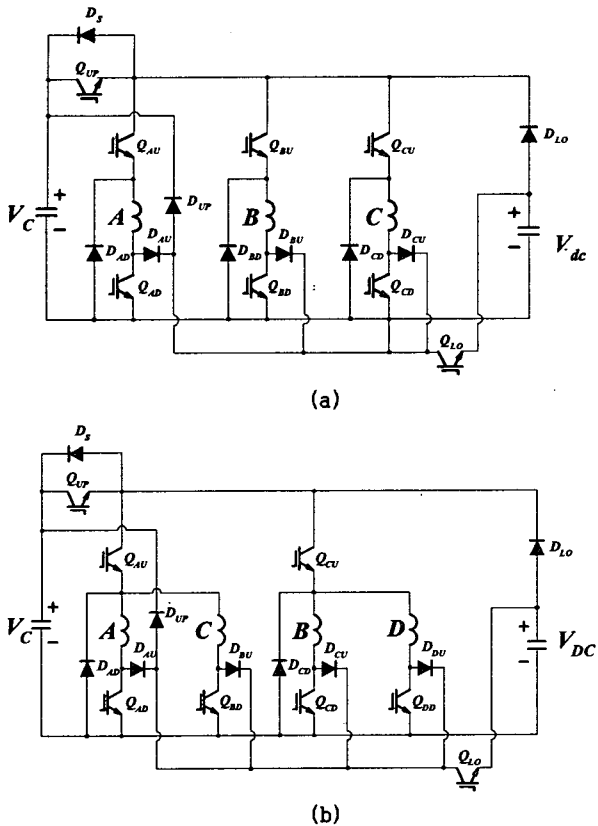 D_S
Q_UP
Q_AU Q_BU Q_CU
D_LO
D_UP
V_C + - A B C + - V_dc
D_AD D_AU D_BD D_BU D_CD D_CU
Q_AD Q_BD Q_CD
Q_LO
(a)
D_S
Q_UP
Q_AU Q_CU
D_LO
D_UP
V_C + - A C B D + - V_DC
D_AD D_AU D_BU D_CD D_CU D_DU
Q_AD Q_BD Q_CD Q_DD
Q_LO
(b)